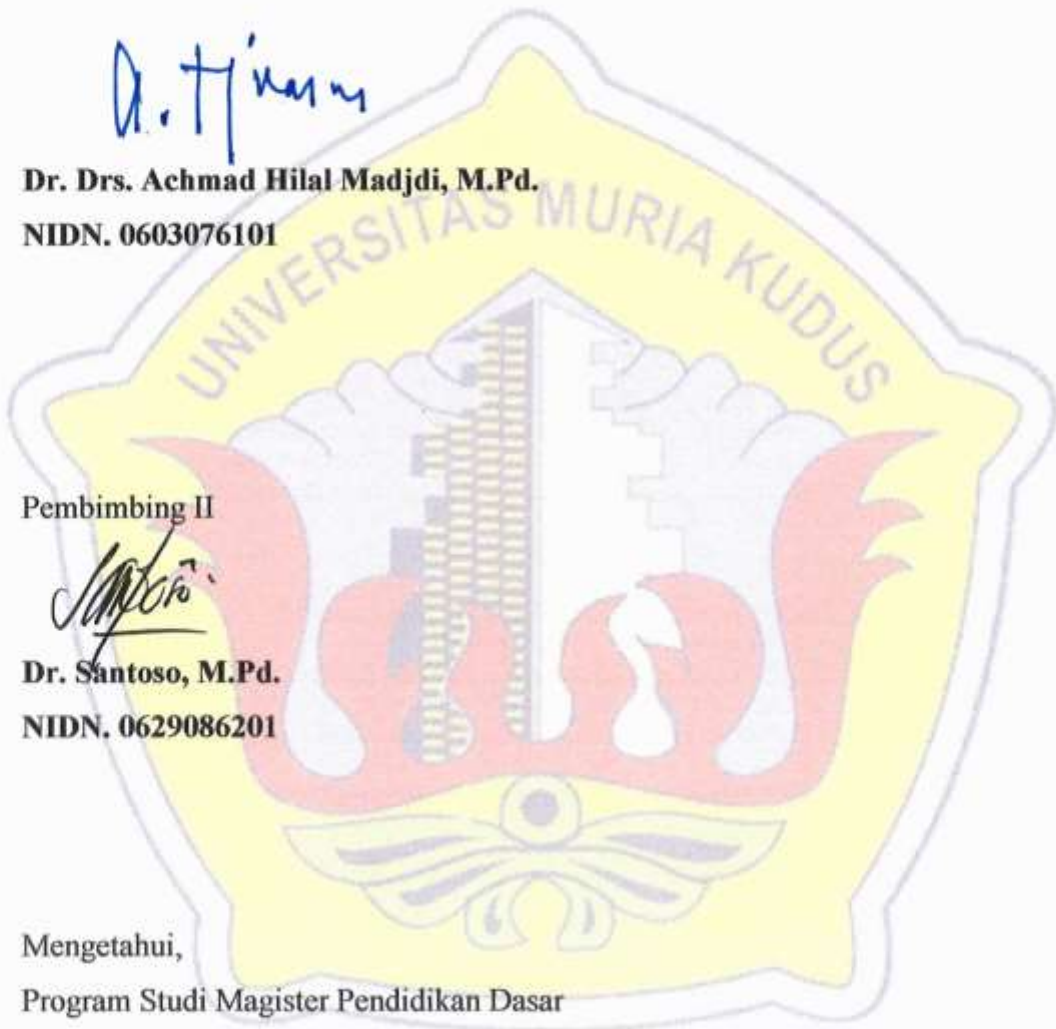 Dr. Drs. Achmad Hilal Madjdi, M.Pd.
NIDN. 0603076101
UNIVERSITAS MURIA KUDUS
Pembimbing II
Santoso
Dr. Santoso, M.Pd.
NIDN. 0629086201
Mengetahui,
Program Studi Magister Pendidikan Dasar